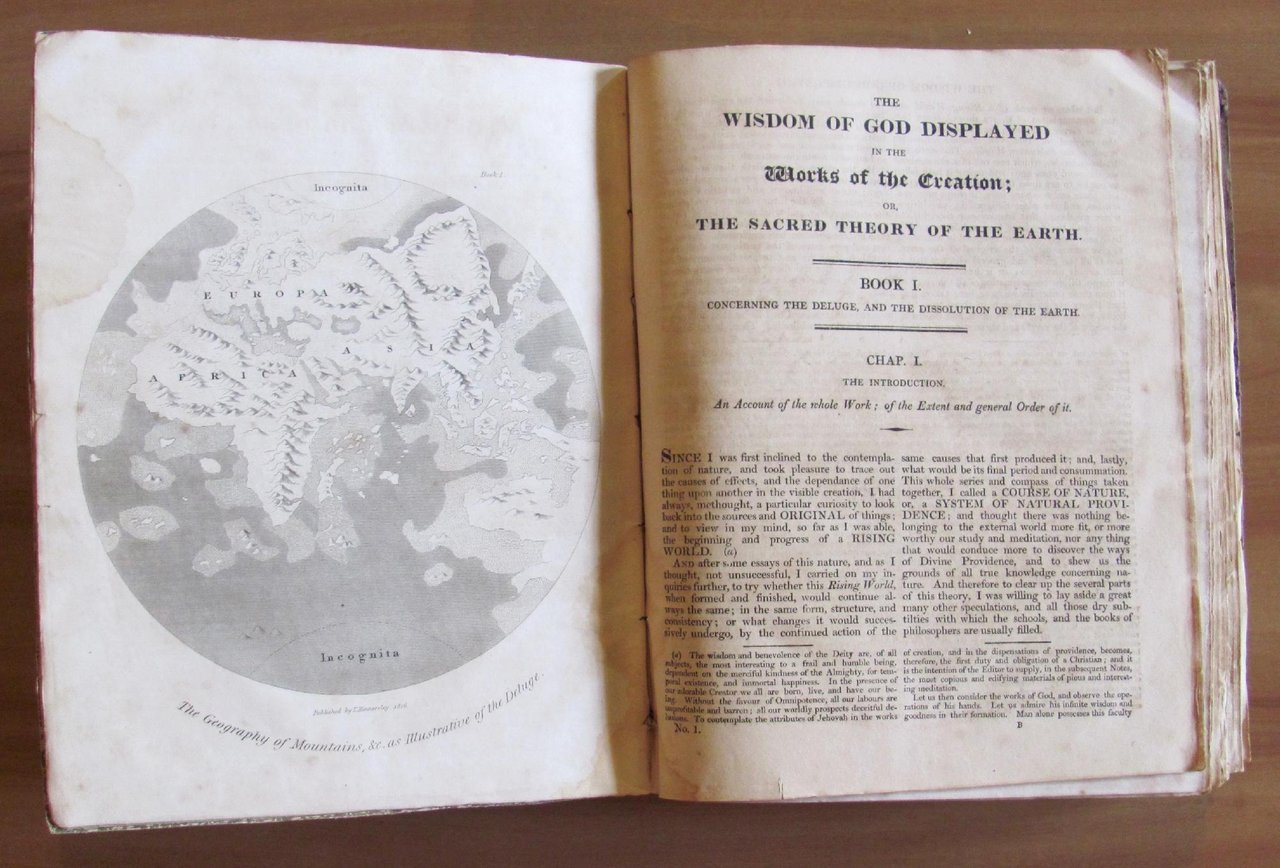 Book 1.
Incognita
EUROPA
ASIA
AFRICA
Incognita
Published by T. Kinnersley, 1816
The Geography of Mountains, &c. as Illustrative of the Deluge.
THE
WISDOM OF GOD DISPLAYED
IN THE
Works of the Creation;
OR,
THE SACRED THEORY OF THE EARTH.
BOOK I.
CONCERNING THE DELUGE, AND THE DISSOLUTION OF THE EARTH.
CHAP. I.
THE INTRODUCTION.
An Account of the whole Work; of the Extent and general Order of it.
SINCE I was first inclined to the contempla-
tion of nature, and took pleasure to trace out
the causes of effects, and the dependance of one
thing upon another in the visible creation, I had
always, methought, a particular curiosity to look
back into the sources and ORIGINAL of things;
and to view in my mind, so far as I was able,
the beginning and progress of a RISING
WORLD. (a)
AND after some essays of this nature, and as I
thought, not unsuccessful, I carried on my in-
quiries further, to try whether this Rising World,
when formed and finished, would continue al-
ways the same; in the same form, structure, and
consistency; or what changes it would succes-
sively undergo, by the continued action of the
same causes that first produced it; and, lastly,
what would be its final period and consummation.
This whole series and compass of things taken
together, I called a COURSE OF NATURE,
or, a SYSTEM OF NATURAL PROVI-
DENCE; and thought there was nothing be-
longing to the external world more fit, or more
worthy our study and meditation, nor any thing
that would conduce more to discover the ways
of Divine Providence, and to shew us the
grounds of all true knowledge concerning na-
ture. And therefore to clear up the several parts
of this theory, I was willing to lay aside a great
many other speculations, and all those dry sub-
tilties with which the schools, and the books of
philosophers are usually filled.
(a) The wisdom and benevolence of the Deity are, of all
subjects, the most interesting to a frail and humble being,
dependent on the merciful kindness of the Almighty, for tem-
poral existence, and immortal happiness. In the presence of
our adorable Creator we all are born, live, and have our be-
ing. Without the favour of Omnipotence, all our labours are
unprofitable and barren; all our worldly prospects deceitful de-
lusions. To contemplate the attributes of Jehovah in the works
of creation, and in the dispensations of providence, becomes,
therefore, the first duty and obligation of a Christian; and it
is the intention of the Editor to supply, in the subsequent Notes,
the most copious and edifying materials of pious and interest-
ing meditation.
Let us then consider the works of God, and observe the ope-
rations of his hands. Let us admire his infinite wisdom and
goodness in their formation. Man alone possesses this faculty
No. 1.
B